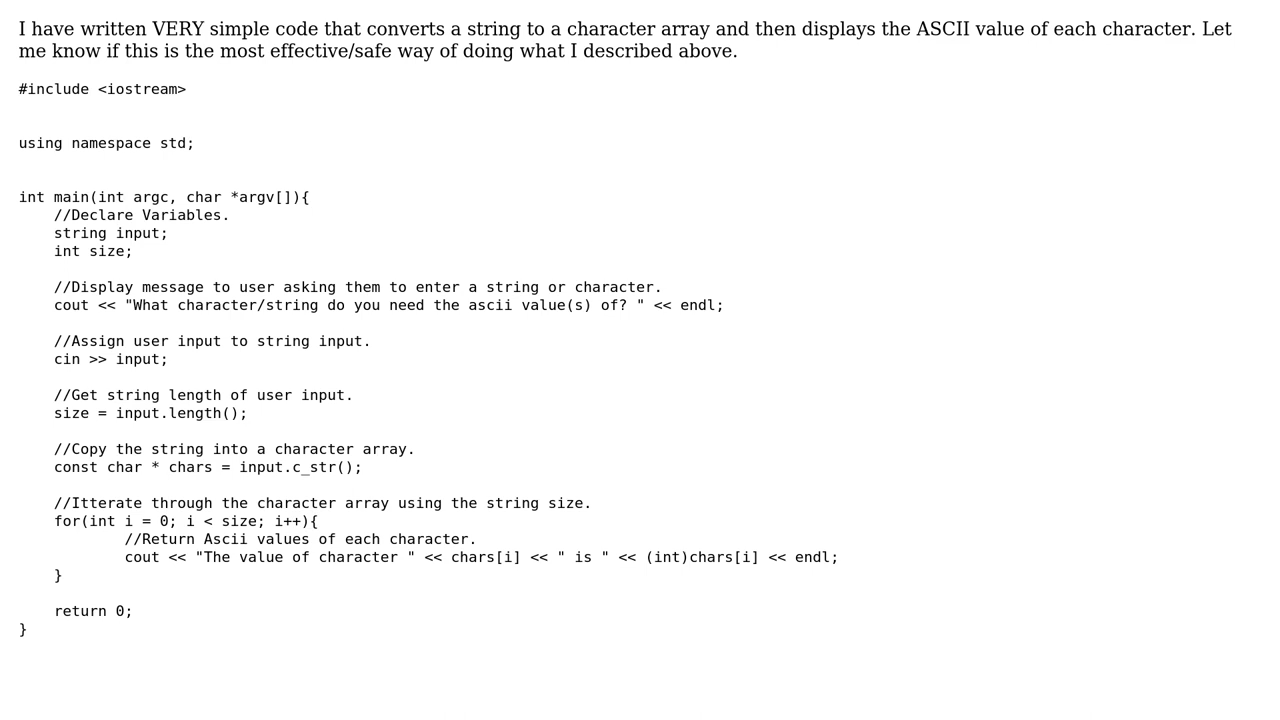 I have written VERY simple code that converts a string to a character array and then displays the ASCII value of each character. Let
me know if this is the most effective/safe way of doing what I described above.
#include <iostream>
using namespace std;
int main(int argc, char *argv[]){
    //Declare Variables.
    string input;
    int size;
    //Display message to user asking them to enter a string or character.
    cout << "What character/string do you need the ascii value(s) of? " << endl;
    //Assign user input to string input.
    cin >> input;
    //Get string length of user input.
    size = input.length();
    //Copy the string into a character array.
    const char * chars = input.c_str();
    //Itterate through the character array using the string size.
    for(int i = 0; i < size; i++){
            //Return Ascii values of each character.
            cout << "The value of character " << chars[i] << " is " << (int)chars[i] << endl;
    }
    return 0;
}